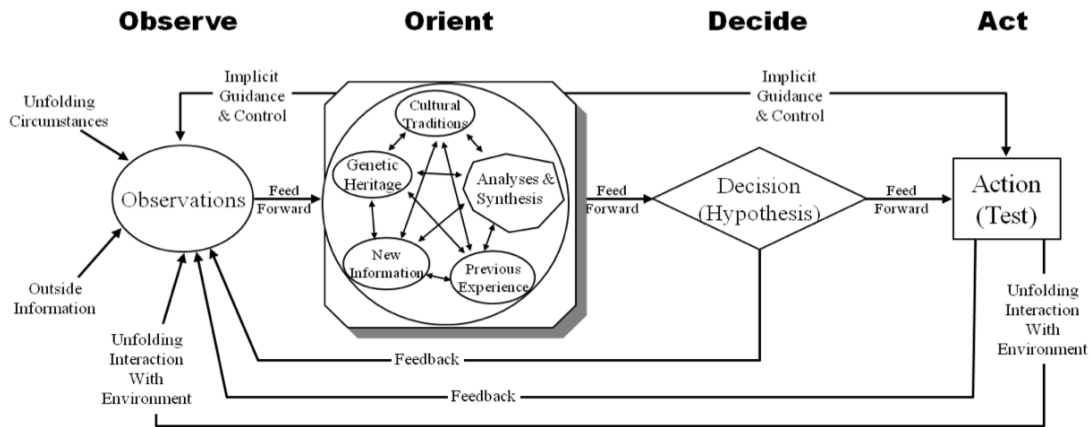 Observe
Orient
Decide
Act
Implicit
Guidance
& Control
Implicit
Guidance
& Control
Unfolding
Circumstances
Observations
Outside
Information
Feed
Forward
Cultural
Traditions
Genetic
Heritage
Analyses &
Synthesis
New
Information
Previous
Experience
Feed
Forward
Decision
(Hypothesis)
Feed
Forward
Action
(Test)
Unfolding
Interaction
With
Environment
Unfolding
Interaction
With
Environment
Feedback
Feedback